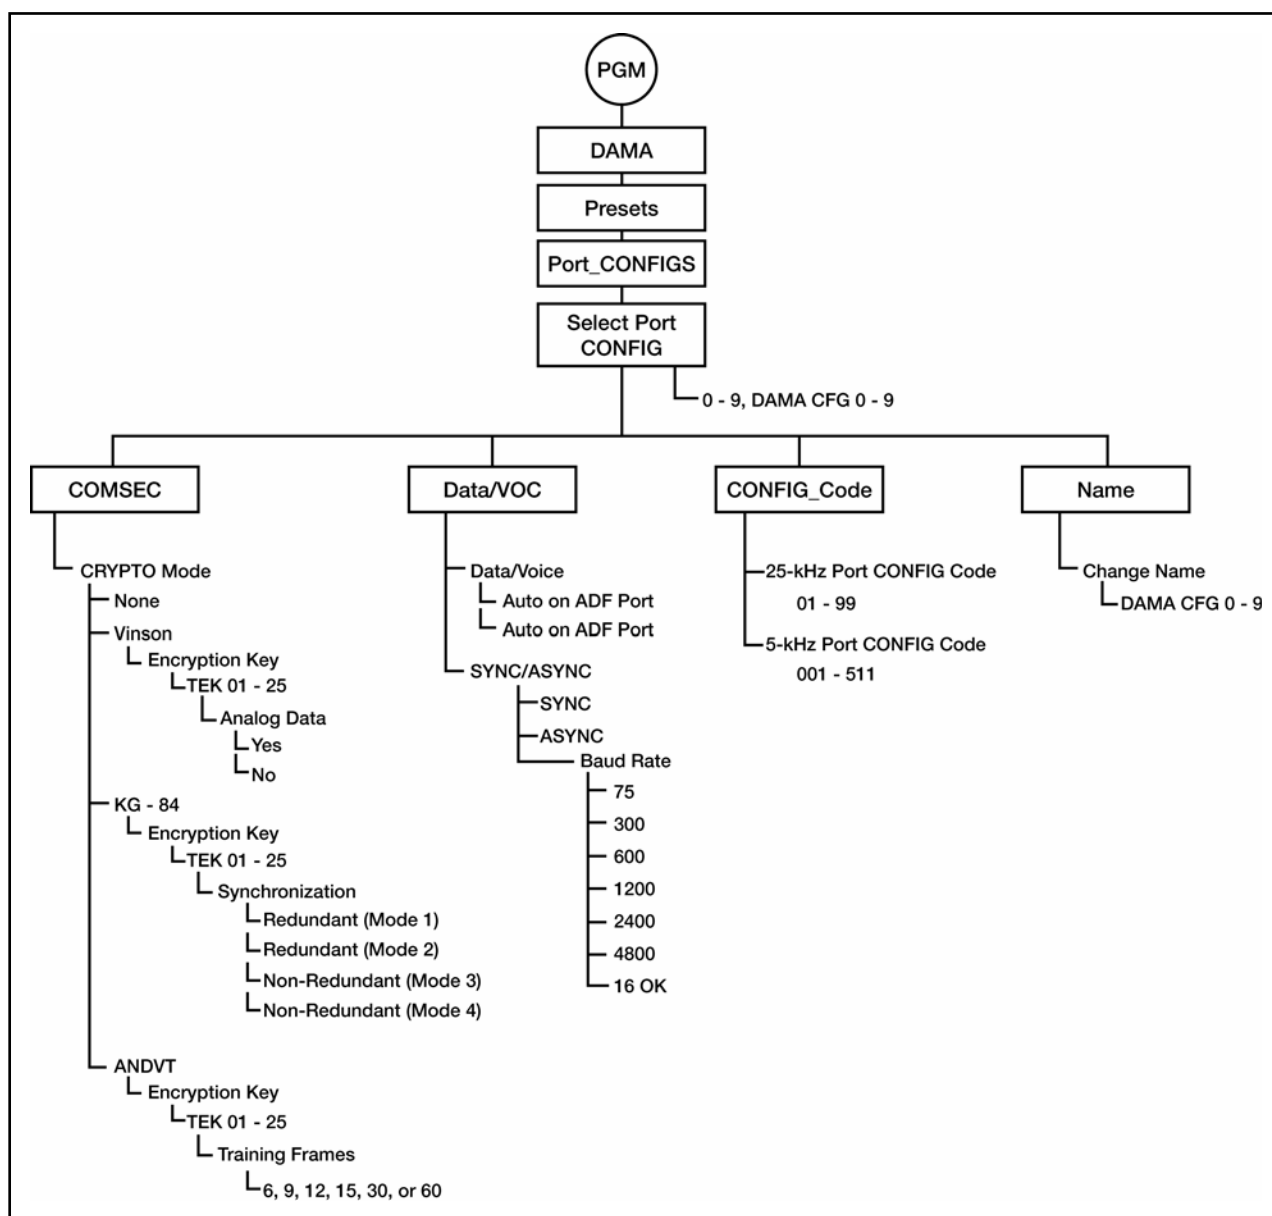 PGM
DAMA
Presets
Port_CONFIGS
Select Port
CONFIG
0 - 9, DAMA CFG 0 - 9
COMSEC
CRYPTO Mode
None
Vinson
Encryption Key
TEK 01 - 25
Analog Data
Yes
No
KG - 84
Encryption Key
TEK 01 - 25
Synchronization
Redundant (Mode 1)
Redundant (Mode 2)
Non-Redundant (Mode 3)
Non-Redundant (Mode 4)
ANDVT
Encryption Key
TEK 01 - 25
Training Frames
6, 9, 12, 15, 30, or 60
Data/VOC
Data/Voice
Auto on ADF Port
Auto on ADF Port
SYNC/ASYNC
SYNC
ASYNC
Baud Rate
75
300
600
1200
2400
4800
16 OK
CONFIG_Code
25-kHz Port CONFIG Code
01 - 99
5-kHz Port CONFIG Code
001 - 511
Name
Change Name
DAMA CFG 0 - 9